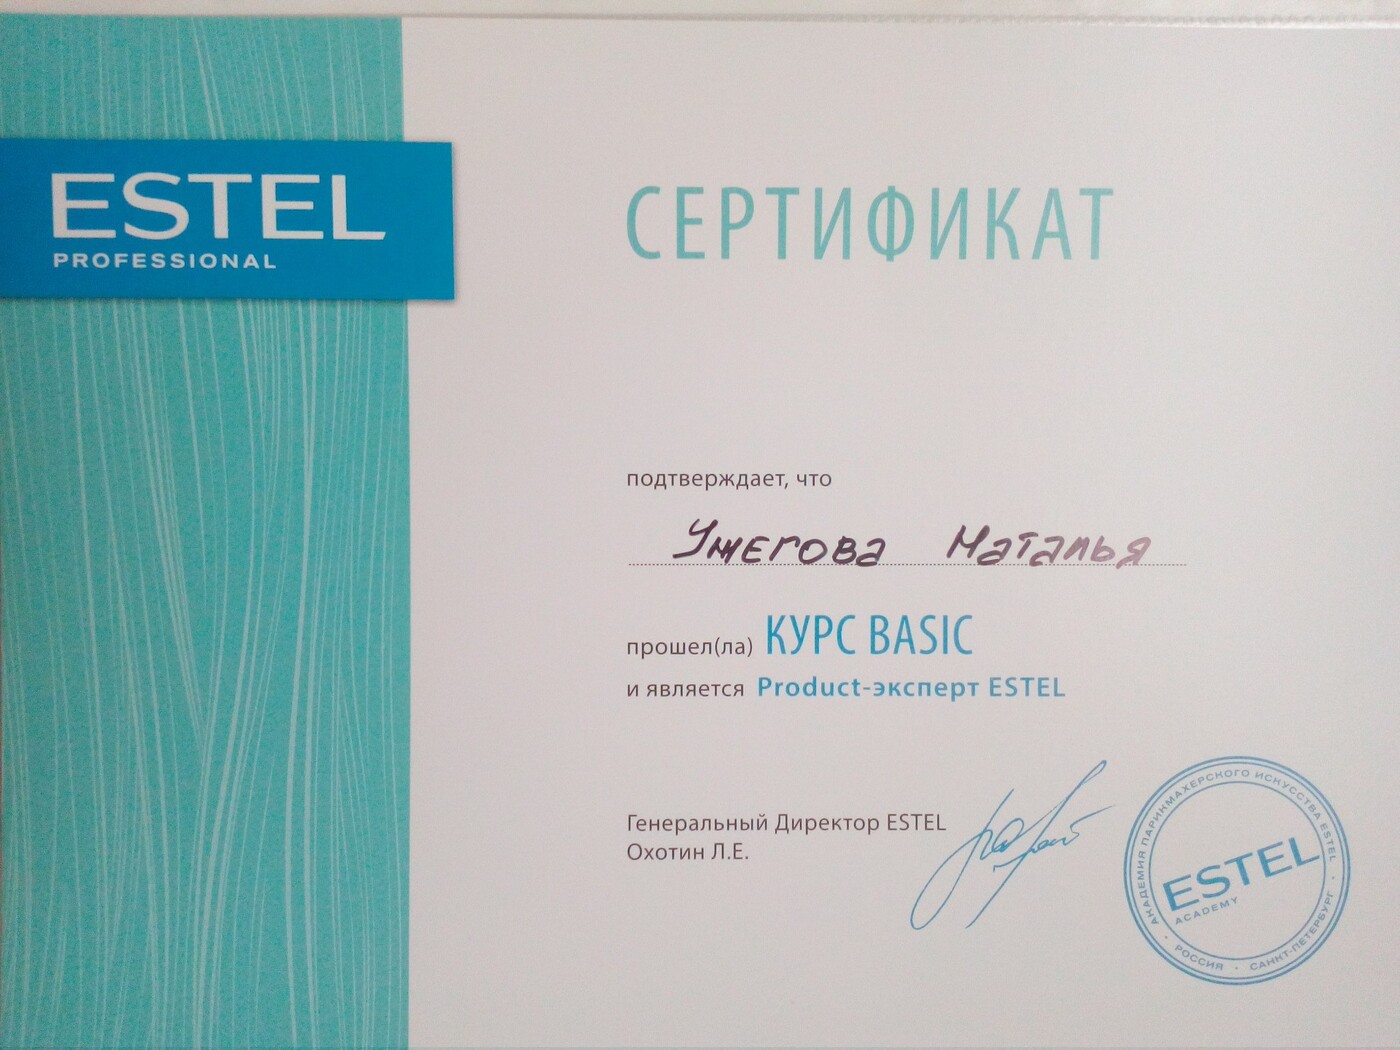 ESTEL
PROFESSIONAL
СЕРТИФИКАТ
подтверждает, что
Ужегова Наталья
прошел(ла) КУРС BASIC
и является Product-эксперт ESTEL
Генеральный Директор ESTEL
Охотин Л.Е.
АКАДЕМИЯ ПАРИКМАХЕРСКОГО ИСКУССТВА ESTEL
ESTEL
ACADEMY
РОССИЯ · САНКТ-ПЕТЕРБУРГ